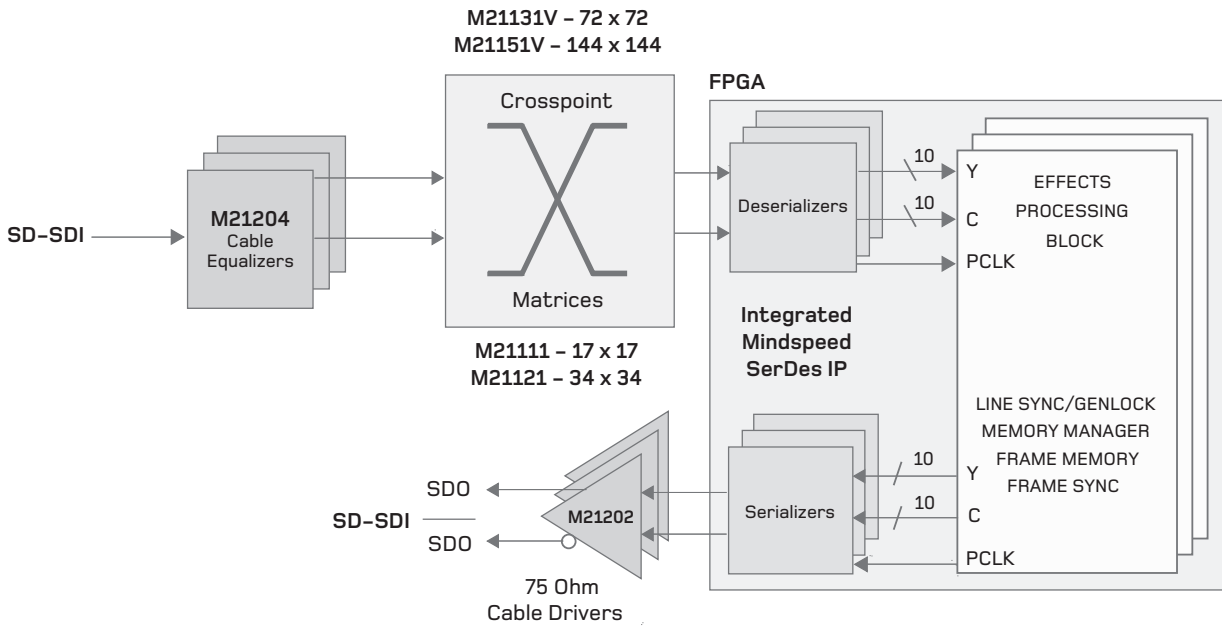 M21131V – 72 x 72
M21151V – 144 x 144
FPGA
Crosspoint
Matrices
SD–SDI
M21204
Cable
Equalizers
M21111 – 17 x 17
M21121 – 34 x 34
Deserializers
10
Y
10
C
PCLK
EFFECTS
PROCESSING
BLOCK
Integrated
Mindspeed
SerDes IP
LINE SYNC/GENLOCK
MEMORY MANAGER
FRAME MEMORY
FRAME SYNC
10
Y
10
C
PCLK
Serializers
SDO
SD–SDI
SDO
M21202
75 Ohm
Cable Drivers